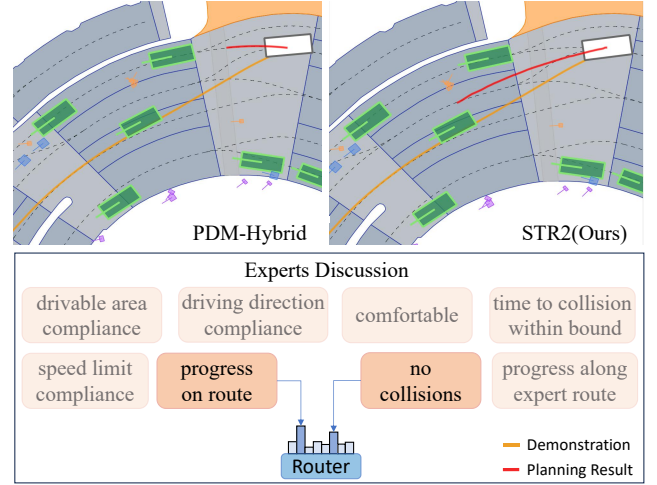 PDM-Hybrid
STR2(Ours)
Experts Discussion
drivable area
compliance
driving direction
compliance
comfortable
time to collision
within bound
speed limit
compliance
progress
on route
no
collisions
progress along
expert route
Router
Demonstration
Planning Result